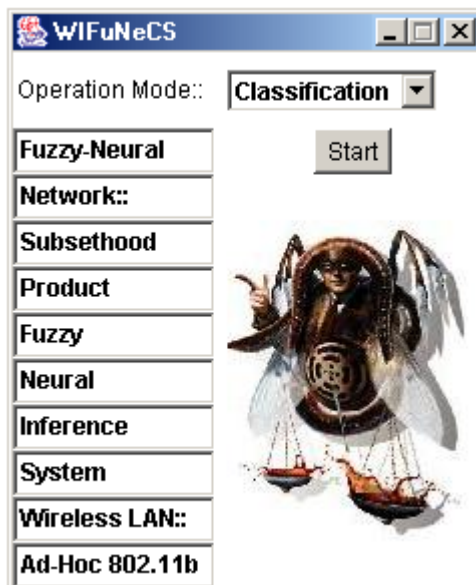 WIFuNeCS
Operation Mode:: Classification
Fuzzy-Neural
Start
Network::
Subsethood
Product
Fuzzy
Neural
Inference
System
Wireless LAN::
Ad-Hoc 802.11b